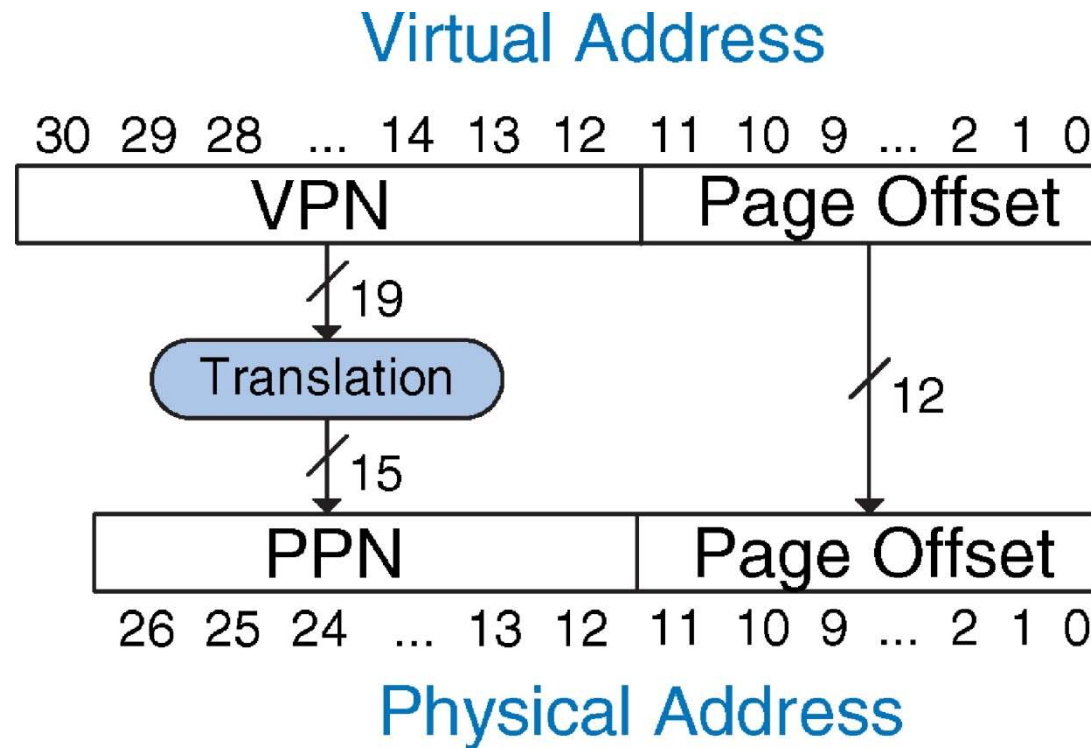 Virtual Address
30 29 28 ... 14 13 12 11 10 9 ... 2 1 0
VPN Page Offset
19
Translation
12
15
PPN Page Offset
26 25 24 ... 13 12 11 10 9 ... 2 1 0
Physical Address